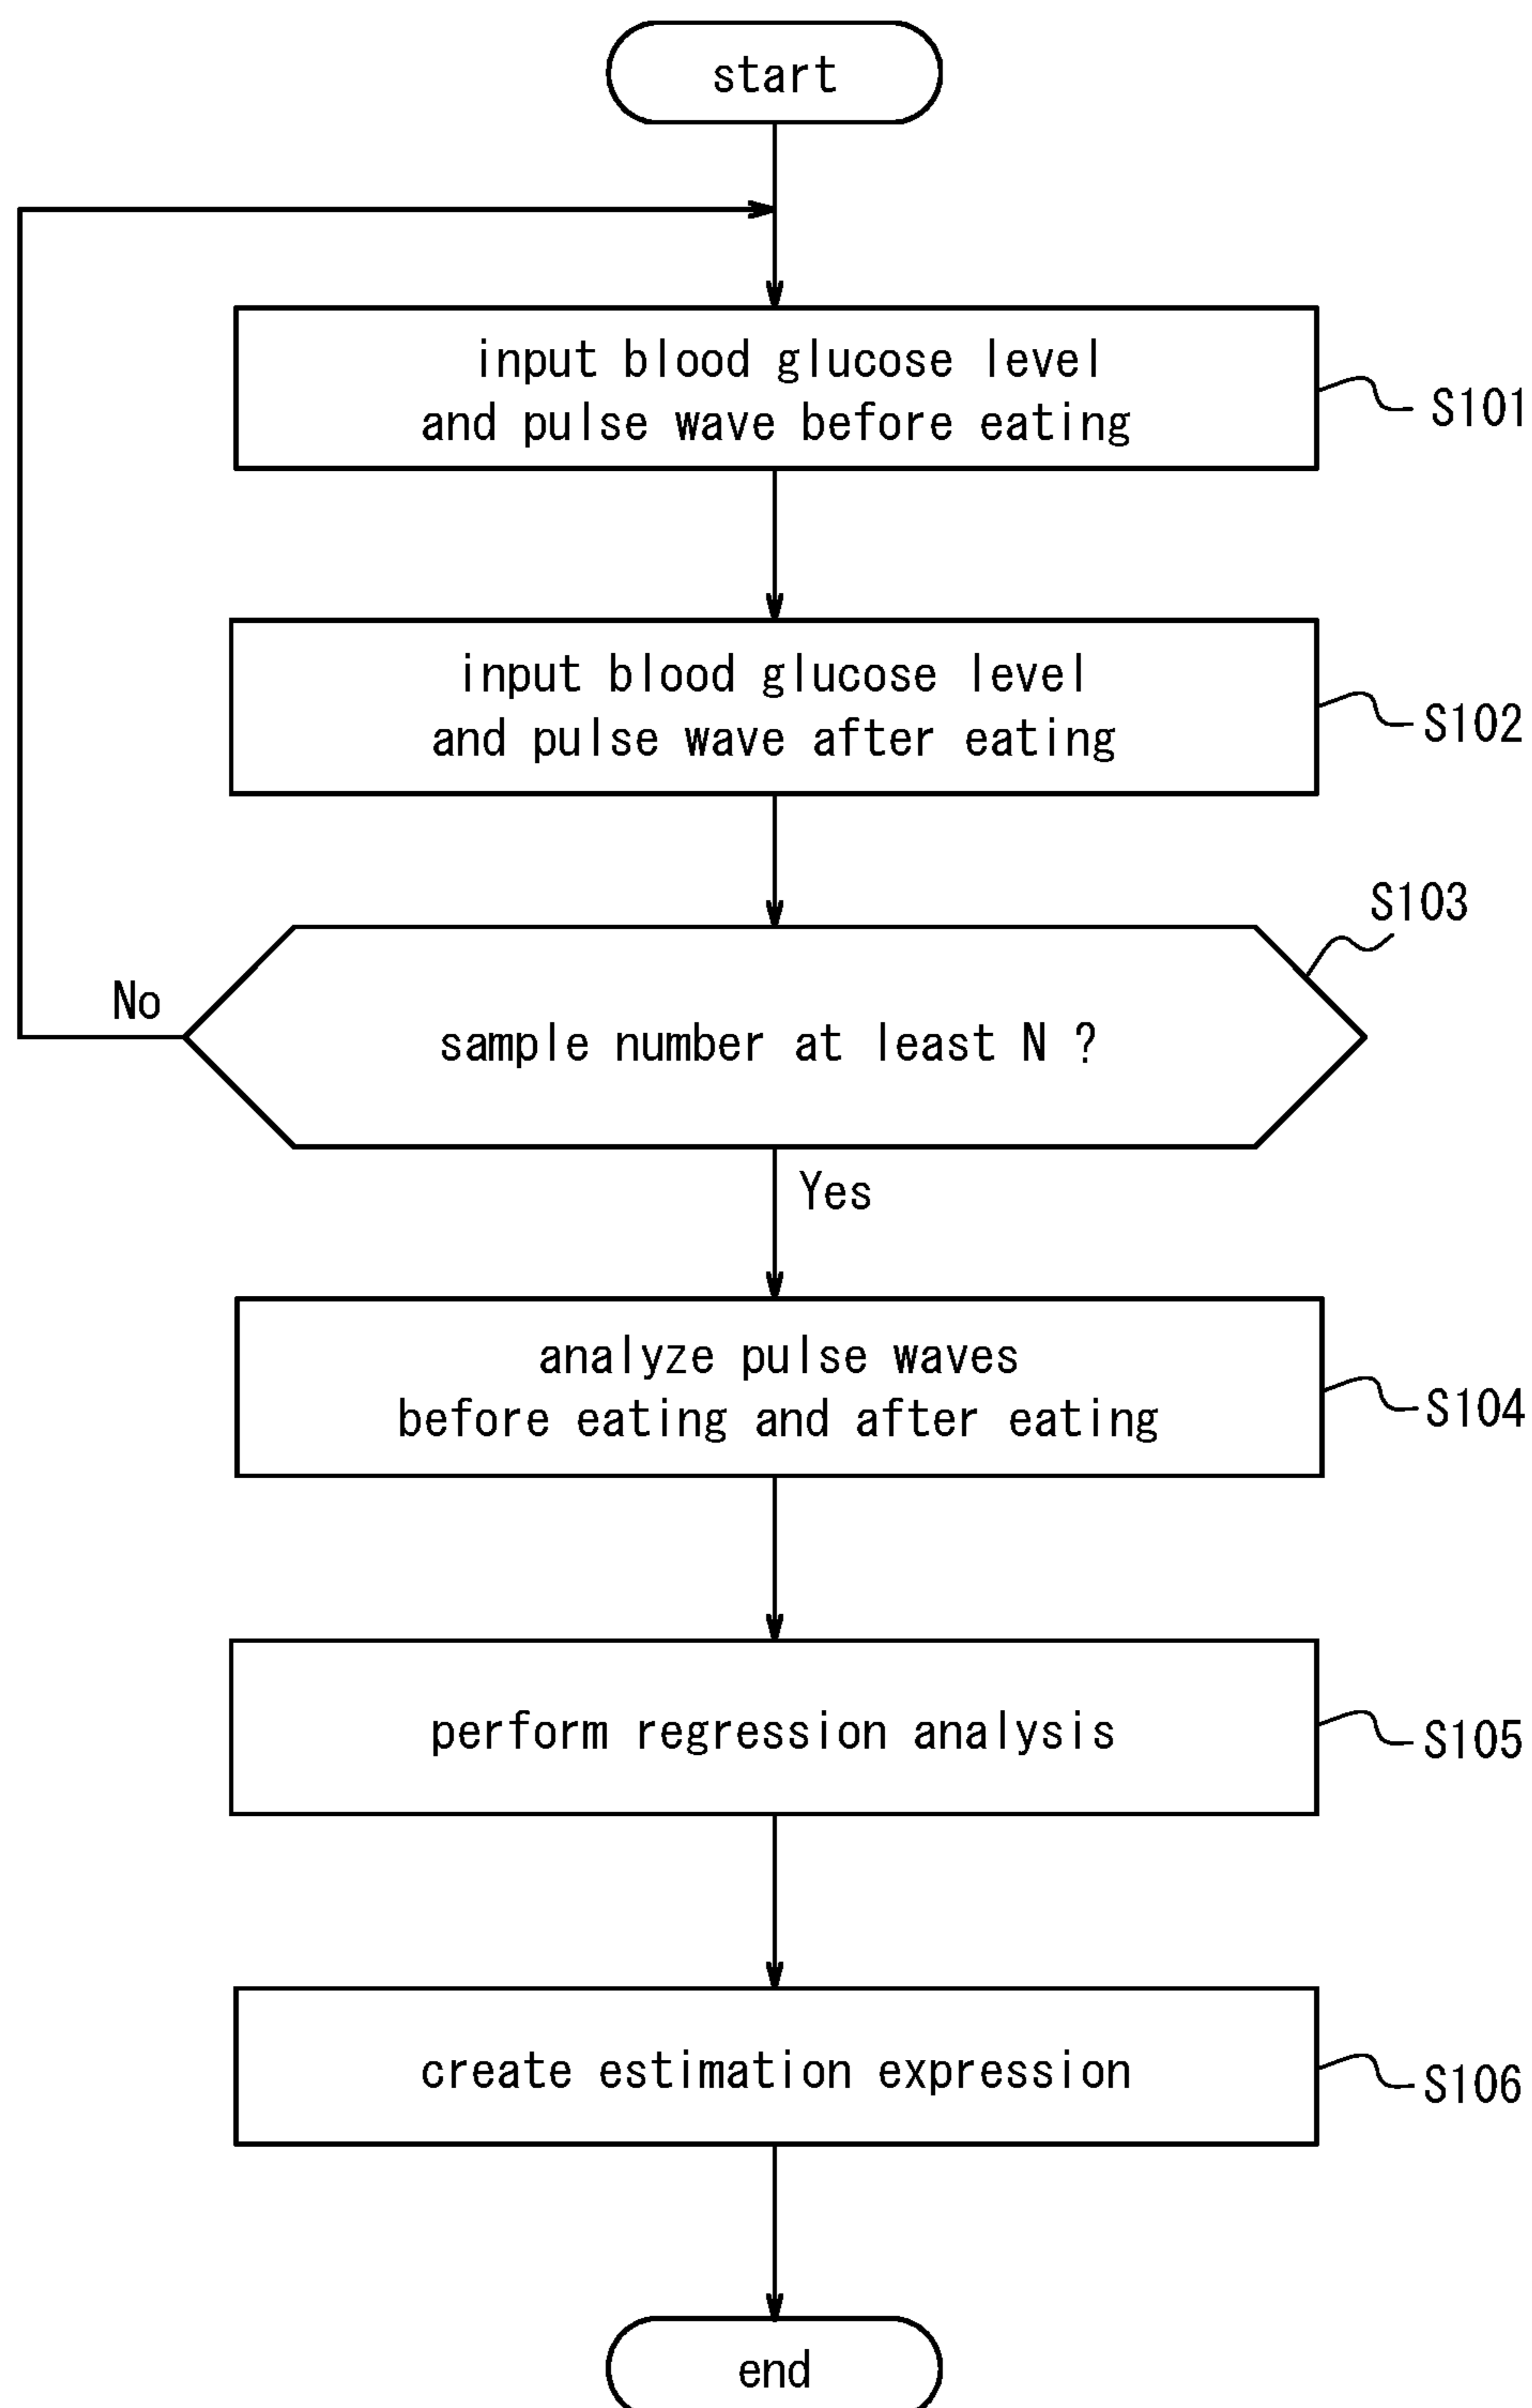 start
input blood glucose level
and pulse wave before eating
S101
input blood glucose level
and pulse wave after eating
S102
S103
No
sample number at least N ?
Yes
analyze pulse waves
before eating and after eating
S104
perform regression analysis
S105
create estimation expression
S106
end